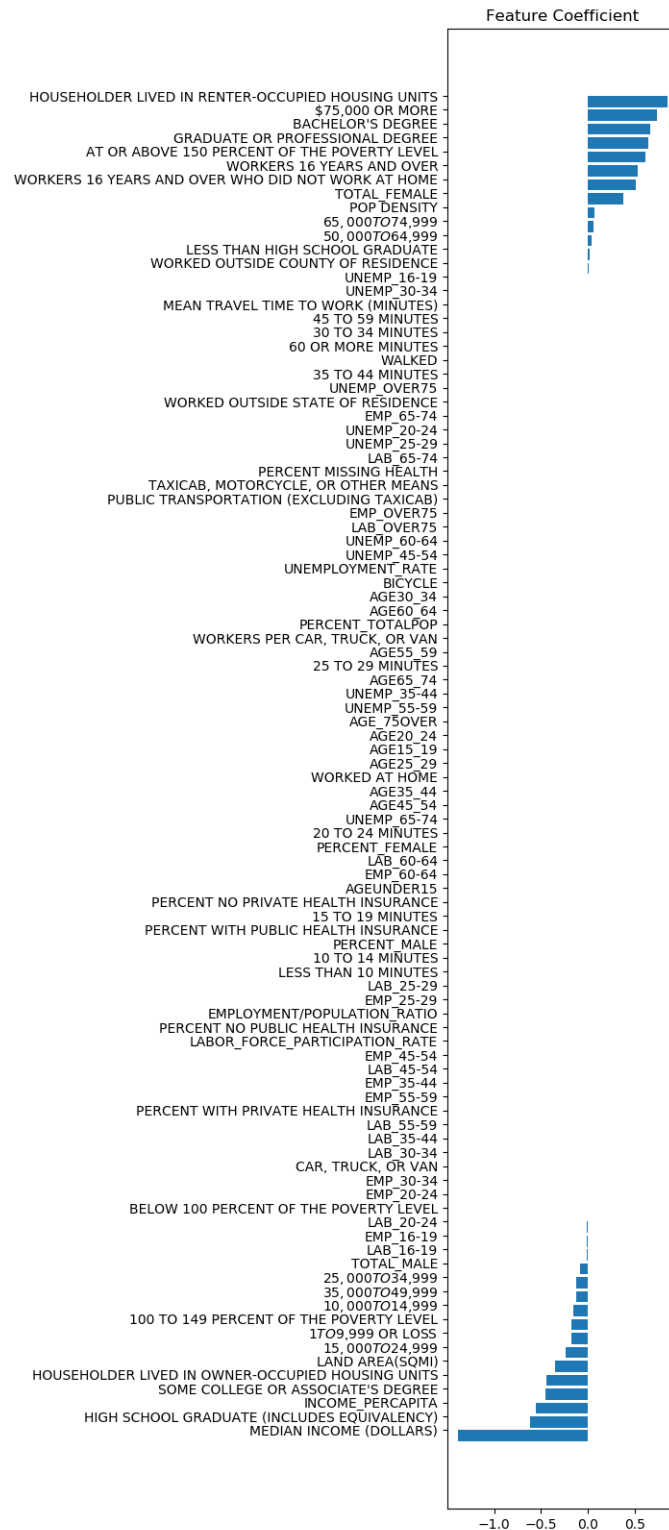 Feature Coefficient
HOUSEHOLDER LIVED IN RENTER-OCCUPIED HOUSING UNITS
$75,000 OR MORE
BACHELOR'S DEGREE
GRADUATE OR PROFESSIONAL DEGREE
AT OR ABOVE 150 PERCENT OF THE POVERTY LEVEL
WORKERS 16 YEARS AND OVER
WORKERS 16 YEARS AND OVER WHO DID NOT WORK AT HOME
TOTAL_FEMALE
POP DENSITY
65,000TO74,999
50,000TO64,999
LESS THAN HIGH SCHOOL GRADUATE
WORKED OUTSIDE COUNTY OF RESIDENCE
UNEMP_16-19
UNEMP_30-34
MEAN TRAVEL TIME TO WORK (MINUTES)
45 TO 59 MINUTES
30 TO 34 MINUTES
60 OR MORE MINUTES
WALKED
35 TO 44 MINUTES
UNEMP_OVER75
WORKED OUTSIDE STATE OF RESIDENCE
EMP_65-74
UNEMP_20-24
UNEMP_25-29
LAB_65-74
PERCENT MISSING HEALTH
TAXICAB, MOTORCYCLE, OR OTHER MEANS
PUBLIC TRANSPORTATION (EXCLUDING TAXICAB)
EMP_OVER75
LAB_OVER75
UNEMP_60-64
UNEMP_45-54
UNEMPLOYMENT_RATE
BICYCLE
AGE30_34
AGE60_64
PERCENT_TOTALPOP
WORKERS PER CAR, TRUCK, OR VAN
AGE55_59
25 TO 29 MINUTES
AGE65_74
UNEMP_35-44
UNEMP_55-59
AGE_75OVER
AGE20_24
AGE15_19
AGE25_29
WORKED AT HOME
AGE35_44
AGE45_54
UNEMP_65-74
20 TO 24 MINUTES
PERCENT_FEMALE
LAB_60-64
EMP_60-64
AGEUNDER15
PERCENT NO PRIVATE HEALTH INSURANCE
15 TO 19 MINUTES
PERCENT WITH PUBLIC HEALTH INSURANCE
PERCENT_MALE
10 TO 14 MINUTES
LESS THAN 10 MINUTES
LAB_25-29
EMP_25-29
EMPLOYMENT/POPULATION_RATIO
PERCENT NO PUBLIC HEALTH INSURANCE
LABOR_FORCE_PARTICIPATION_RATE
EMP_45-54
LAB_45-54
EMP_35-44
EMP_55-59
PERCENT WITH PRIVATE HEALTH INSURANCE
LAB_55-59
LAB_35-44
LAB_30-34
CAR, TRUCK, OR VAN
EMP_30-34
EMP_20-24
BELOW 100 PERCENT OF THE POVERTY LEVEL
LAB_20-24
EMP_16-19
LAB_16-19
TOTAL_MALE
25,000TO34,999
35,000TO49,999
10,000TO14,999
100 TO 149 PERCENT OF THE POVERTY LEVEL
1TO9,999 OR LOSS
15,000TO24,999
LAND AREA(SQMI)
HOUSEHOLDER LIVED IN OWNER-OCCUPIED HOUSING UNITS
SOME COLLEGE OR ASSOCIATE'S DEGREE
INCOME_PERCAPITA
HIGH SCHOOL GRADUATE (INCLUDES EQUIVALENCY)
MEDIAN INCOME (DOLLARS)
−1.0 −0.5 0.0 0.5